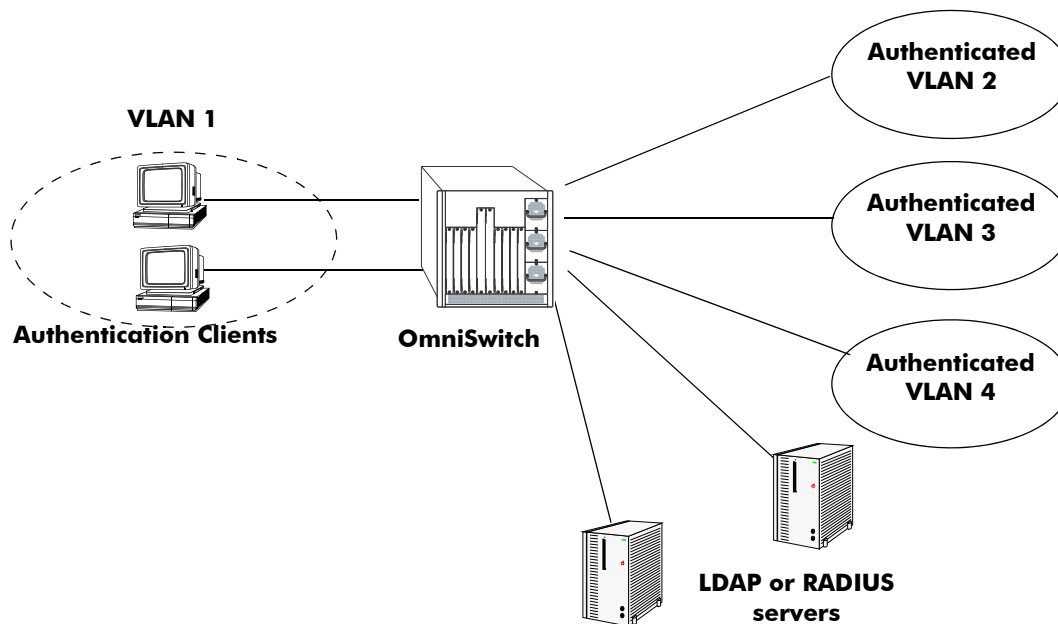 VLAN 1
Authentication Clients
OmniSwitch
Authenticated
VLAN 2
Authenticated
VLAN 3
Authenticated
VLAN 4
LDAP or RADIUS
servers